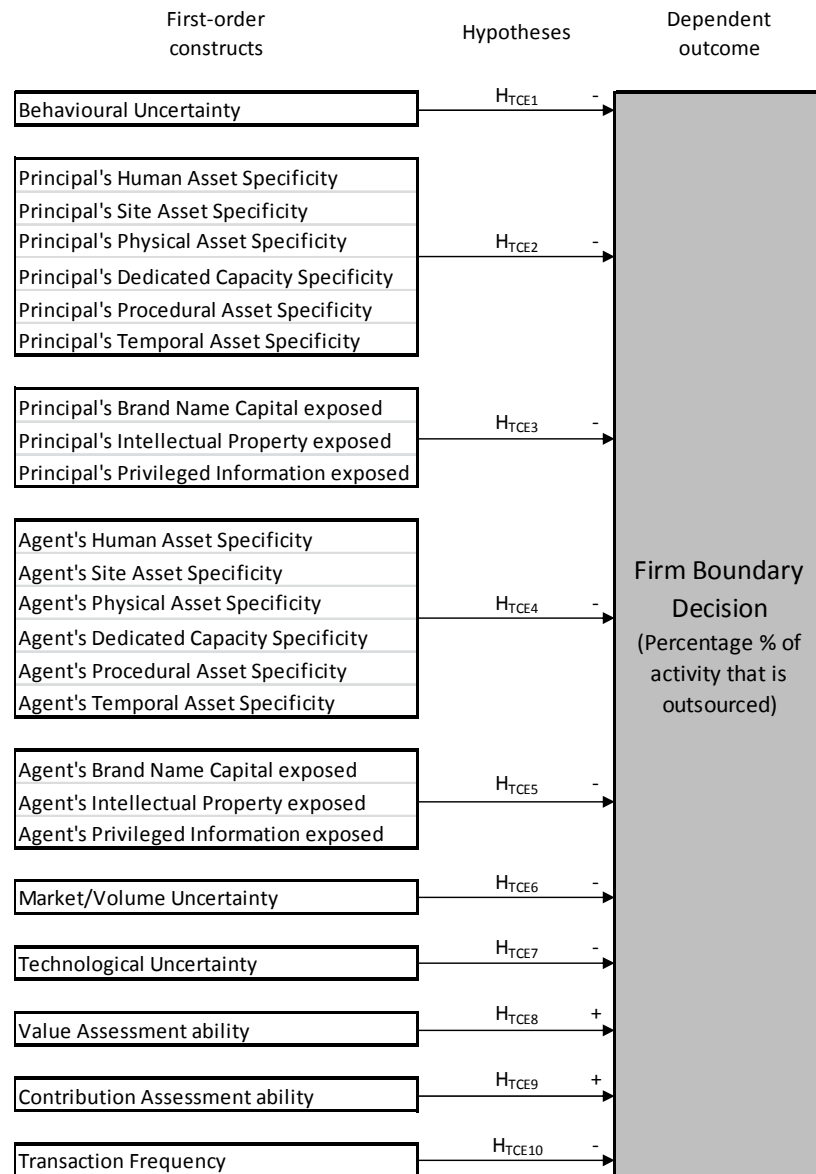 First-order
constructs
Hypotheses
Dependent
outcome
Behavioural Uncertainty
HTCE1 -
Principal's Human Asset Specificity
Principal's Site Asset Specificity
Principal's Physical Asset Specificity
Principal's Dedicated Capacity Specificity
Principal's Procedural Asset Specificity
Principal's Temporal Asset Specificity
HTCE2 -
Principal's Brand Name Capital exposed
Principal's Intellectual Property exposed
Principal's Privileged Information exposed
HTCE3 -
Agent's Human Asset Specificity
Agent's Site Asset Specificity
Agent's Physical Asset Specificity
Agent's Dedicated Capacity Specificity
Agent's Procedural Asset Specificity
Agent's Temporal Asset Specificity
HTCE4 -
Agent's Brand Name Capital exposed
Agent's Intellectual Property exposed
Agent's Privileged Information exposed
HTCE5 -
Market/Volume Uncertainty
HTCE6 -
Technological Uncertainty
HTCE7 -
Value Assessment ability
HTCE8 +
Contribution Assessment ability
HTCE9 +
Transaction Frequency
HTCE10 -
Firm Boundary
Decision
(Percentage % of
activity that is
outsourced)